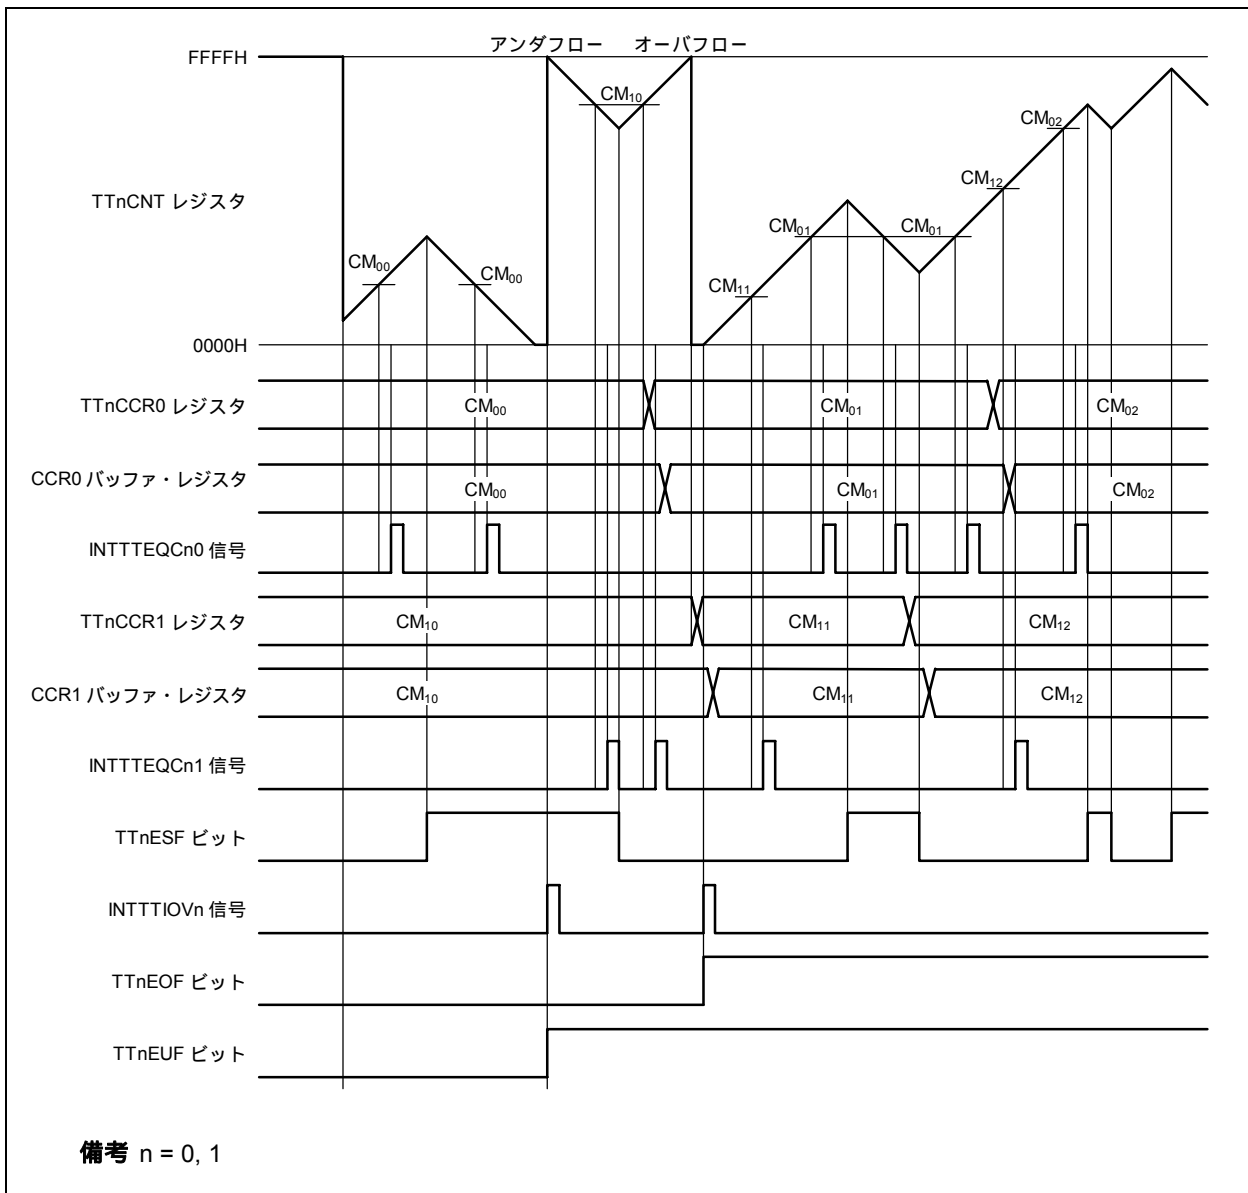 アンダフロー オーバフロー
FFFFH
CM10
CM02
CM02
TTnCNT レジスタ
CM12
CM01 CM01
CM00 CM00
CM11
0000H
TTnCCR0 レジスタ CM00 CM01 CM02
CCR0 バッファ・レジスタ CM00 CM01 CM02
INTTTEQCn0 信号
TTnCCR1 レジスタ CM10 CM11 CM12
CCR1 バッファ・レジスタ CM10 CM11 CM12
INTTTEQCn1 信号
TTnESF ビット
INTTTIOVn 信号
TTnEOF ビット
TTnEUF ビット
備考 n = 0, 1